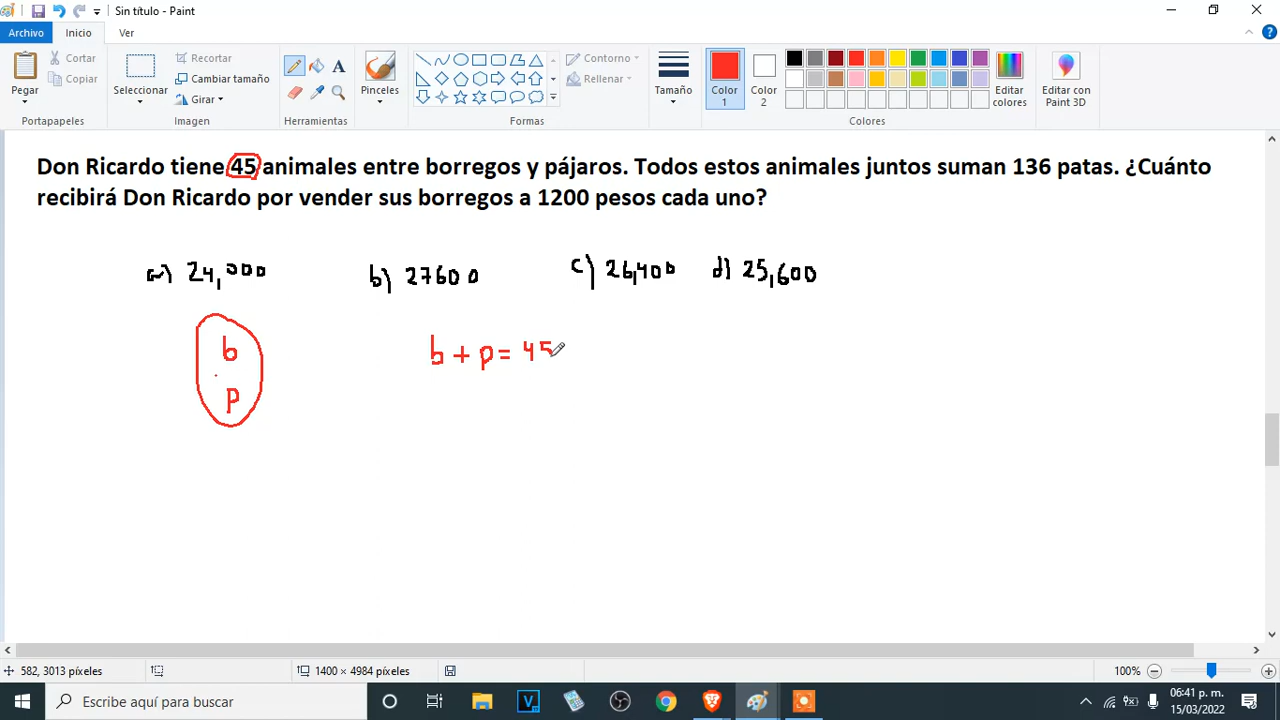 Sin título - Paint
Archivo Inicio Ver
Pegar Cortar Copiar Seleccionar Recortar Cambiar tamaño Girar A Pinceles Contorno Rellenar Tamaño Color 1 Color 2 Editar colores Editar con Paint 3D
Portapapeles Imagen Herramientas Formas Colores
Don Ricardo tiene 45 animales entre borregos y pájaros. Todos estos animales juntos suman 136 patas. ¿Cuánto
recibirá Don Ricardo por vender sus borregos a 1200 pesos cada uno?
a) 24,000 b) 27600 c) 26,400 d) 25,600
b
p
b + p = 45
582, 3013 píxeles 1400 × 4984 píxeles 100%
Escribe aquí para buscar V 06:41 p. m.
15/03/2022